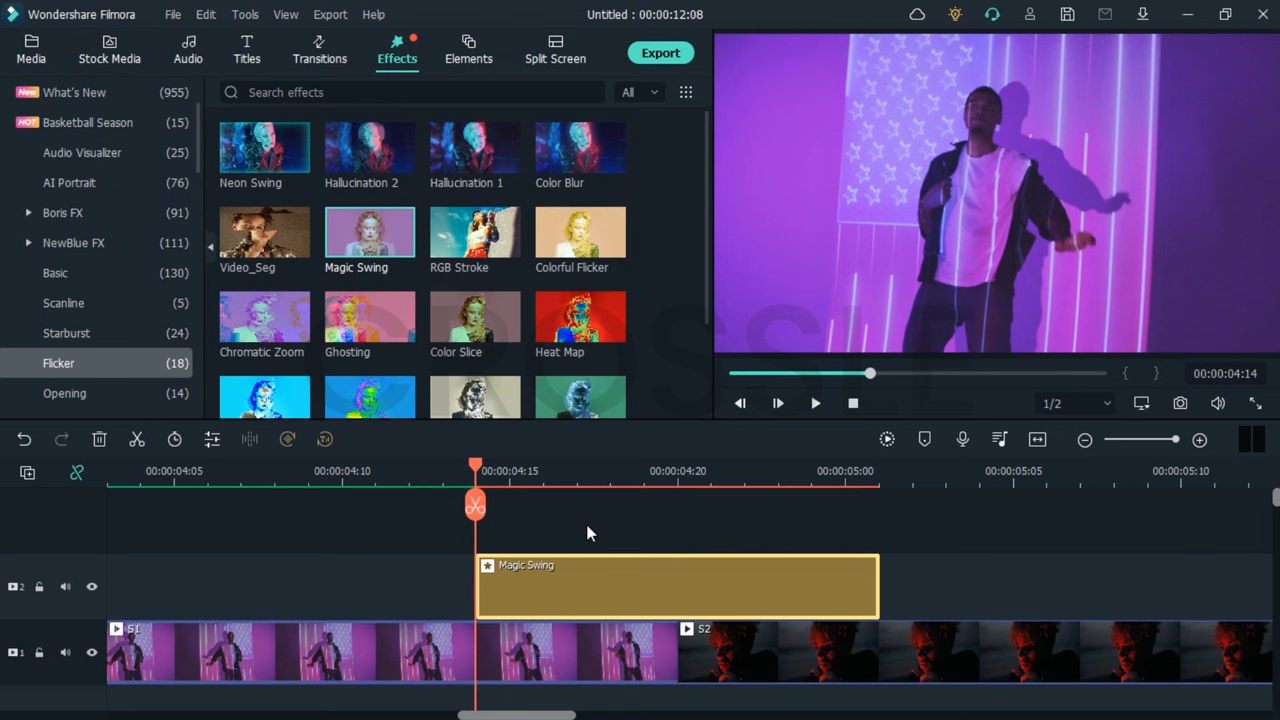 Wondershare Filmora File Edit Tools View Export Help Untitled : 00:00:12:08
Media Stock Media Audio Titles Transitions Effects Elements Split Screen Export
New What's New (955)
HOT Basketball Season (15)
Audio Visualizer (25)
AI Portrait (76)
Boris FX (91)
NewBlue FX (111)
Basic (130)
Scanline (5)
Starburst (24)
Flicker (18)
Opening (14)
Search effects All
Neon Swing Hallucination 2 Hallucination 1 Color Blur
Video_Seg Magic Swing RGB Stroke Colorful Flicker
Chromatic Zoom Ghosting Color Slice Heat Map
CROSSLE
{ } 00:00:04:14
1/2
00:00:04:05 00:00:04:10 00:00:04:15 00:00:04:20 00:00:05:00 00:00:05:05 00:00:05:10
2 Magic Swing
1 S1 S2